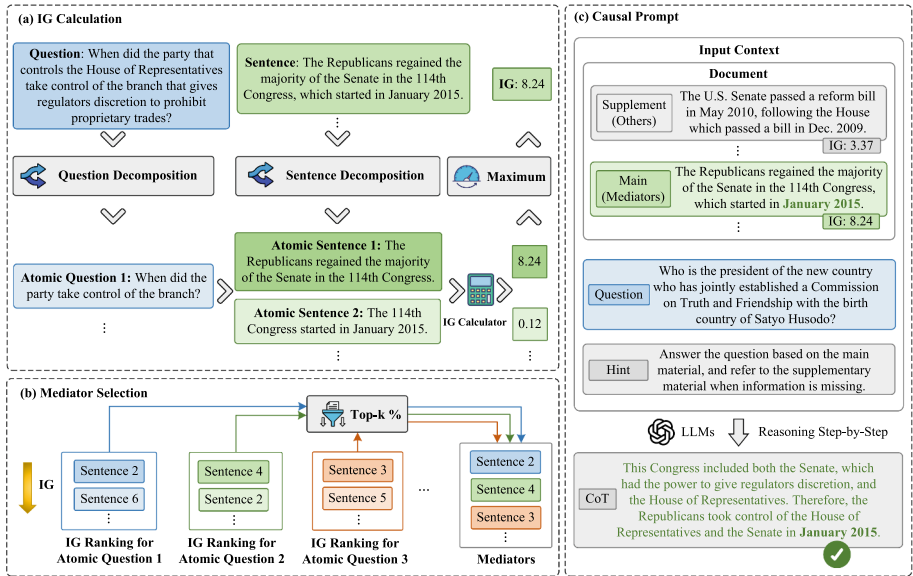 (a) IG Calculation
Question: When did the party that
controls the House of Representatives
take control of the branch that gives
regulators discretion to prohibit
proprietary trades?
Sentence: The Republicans regained the
majority of the Senate in the 114th
Congress, which started in January 2015.
⋮
IG: 8.24
Question Decomposition
Sentence Decomposition
Maximum
Atomic Question 1: When did the
party take control of the branch?
⋮
Atomic Sentence 1: The
Republicans regained the majority
of the Senate in the 114th Congress.
Atomic Sentence 2: The 114th
Congress started in January 2015.
⋮
IG Calculator
8.24
0.12
⋮
(b) Mediator Selection
Top-k %
IG
Sentence 2
Sentence 6
⋮
IG Ranking for
Atomic Question 1
Sentence 4
Sentence 2
⋮
IG Ranking for
Atomic Question 2
Sentence 3
Sentence 5
⋮
IG Ranking for
Atomic Question 3
...
Sentence 2
Sentence 4
Sentence 3
⋮
Mediators
(c) Causal Prompt
Input Context
Document
Supplement
(Others)
The U.S. Senate passed a reform bill
in May 2010, following the House
which passed a bill in Dec. 2009.
IG: 3.37
⋮
Main
(Mediators)
The Republicans regained the majority
of the Senate in the 114th Congress,
which started in January 2015.
IG: 8.24
⋮
Question
Who is the president of the new country
who has jointly established a Commission
on Truth and Friendship with the birth
country of Satyo Husodo?
Hint
Answer the question based on the main
material, and refer to the supplementary
material when information is missing.
LLMs
Reasoning Step-by-Step
CoT
This Congress included both the Senate, which
had the power to give regulators discretion, and
the House of Representatives. Therefore, the
Republicans took control of the House of
Representatives and the Senate in January 2015.